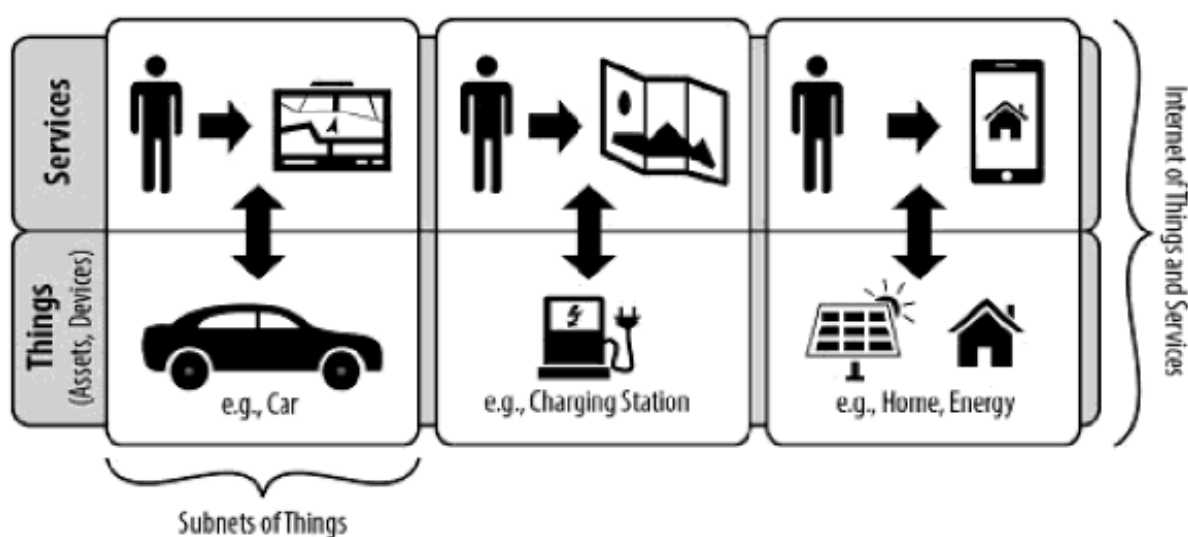 Services
Things
(Assets, Devices)
e.g., Car
e.g., Charging Station
e.g., Home, Energy
Subnets of Things
Internet of Things and Services